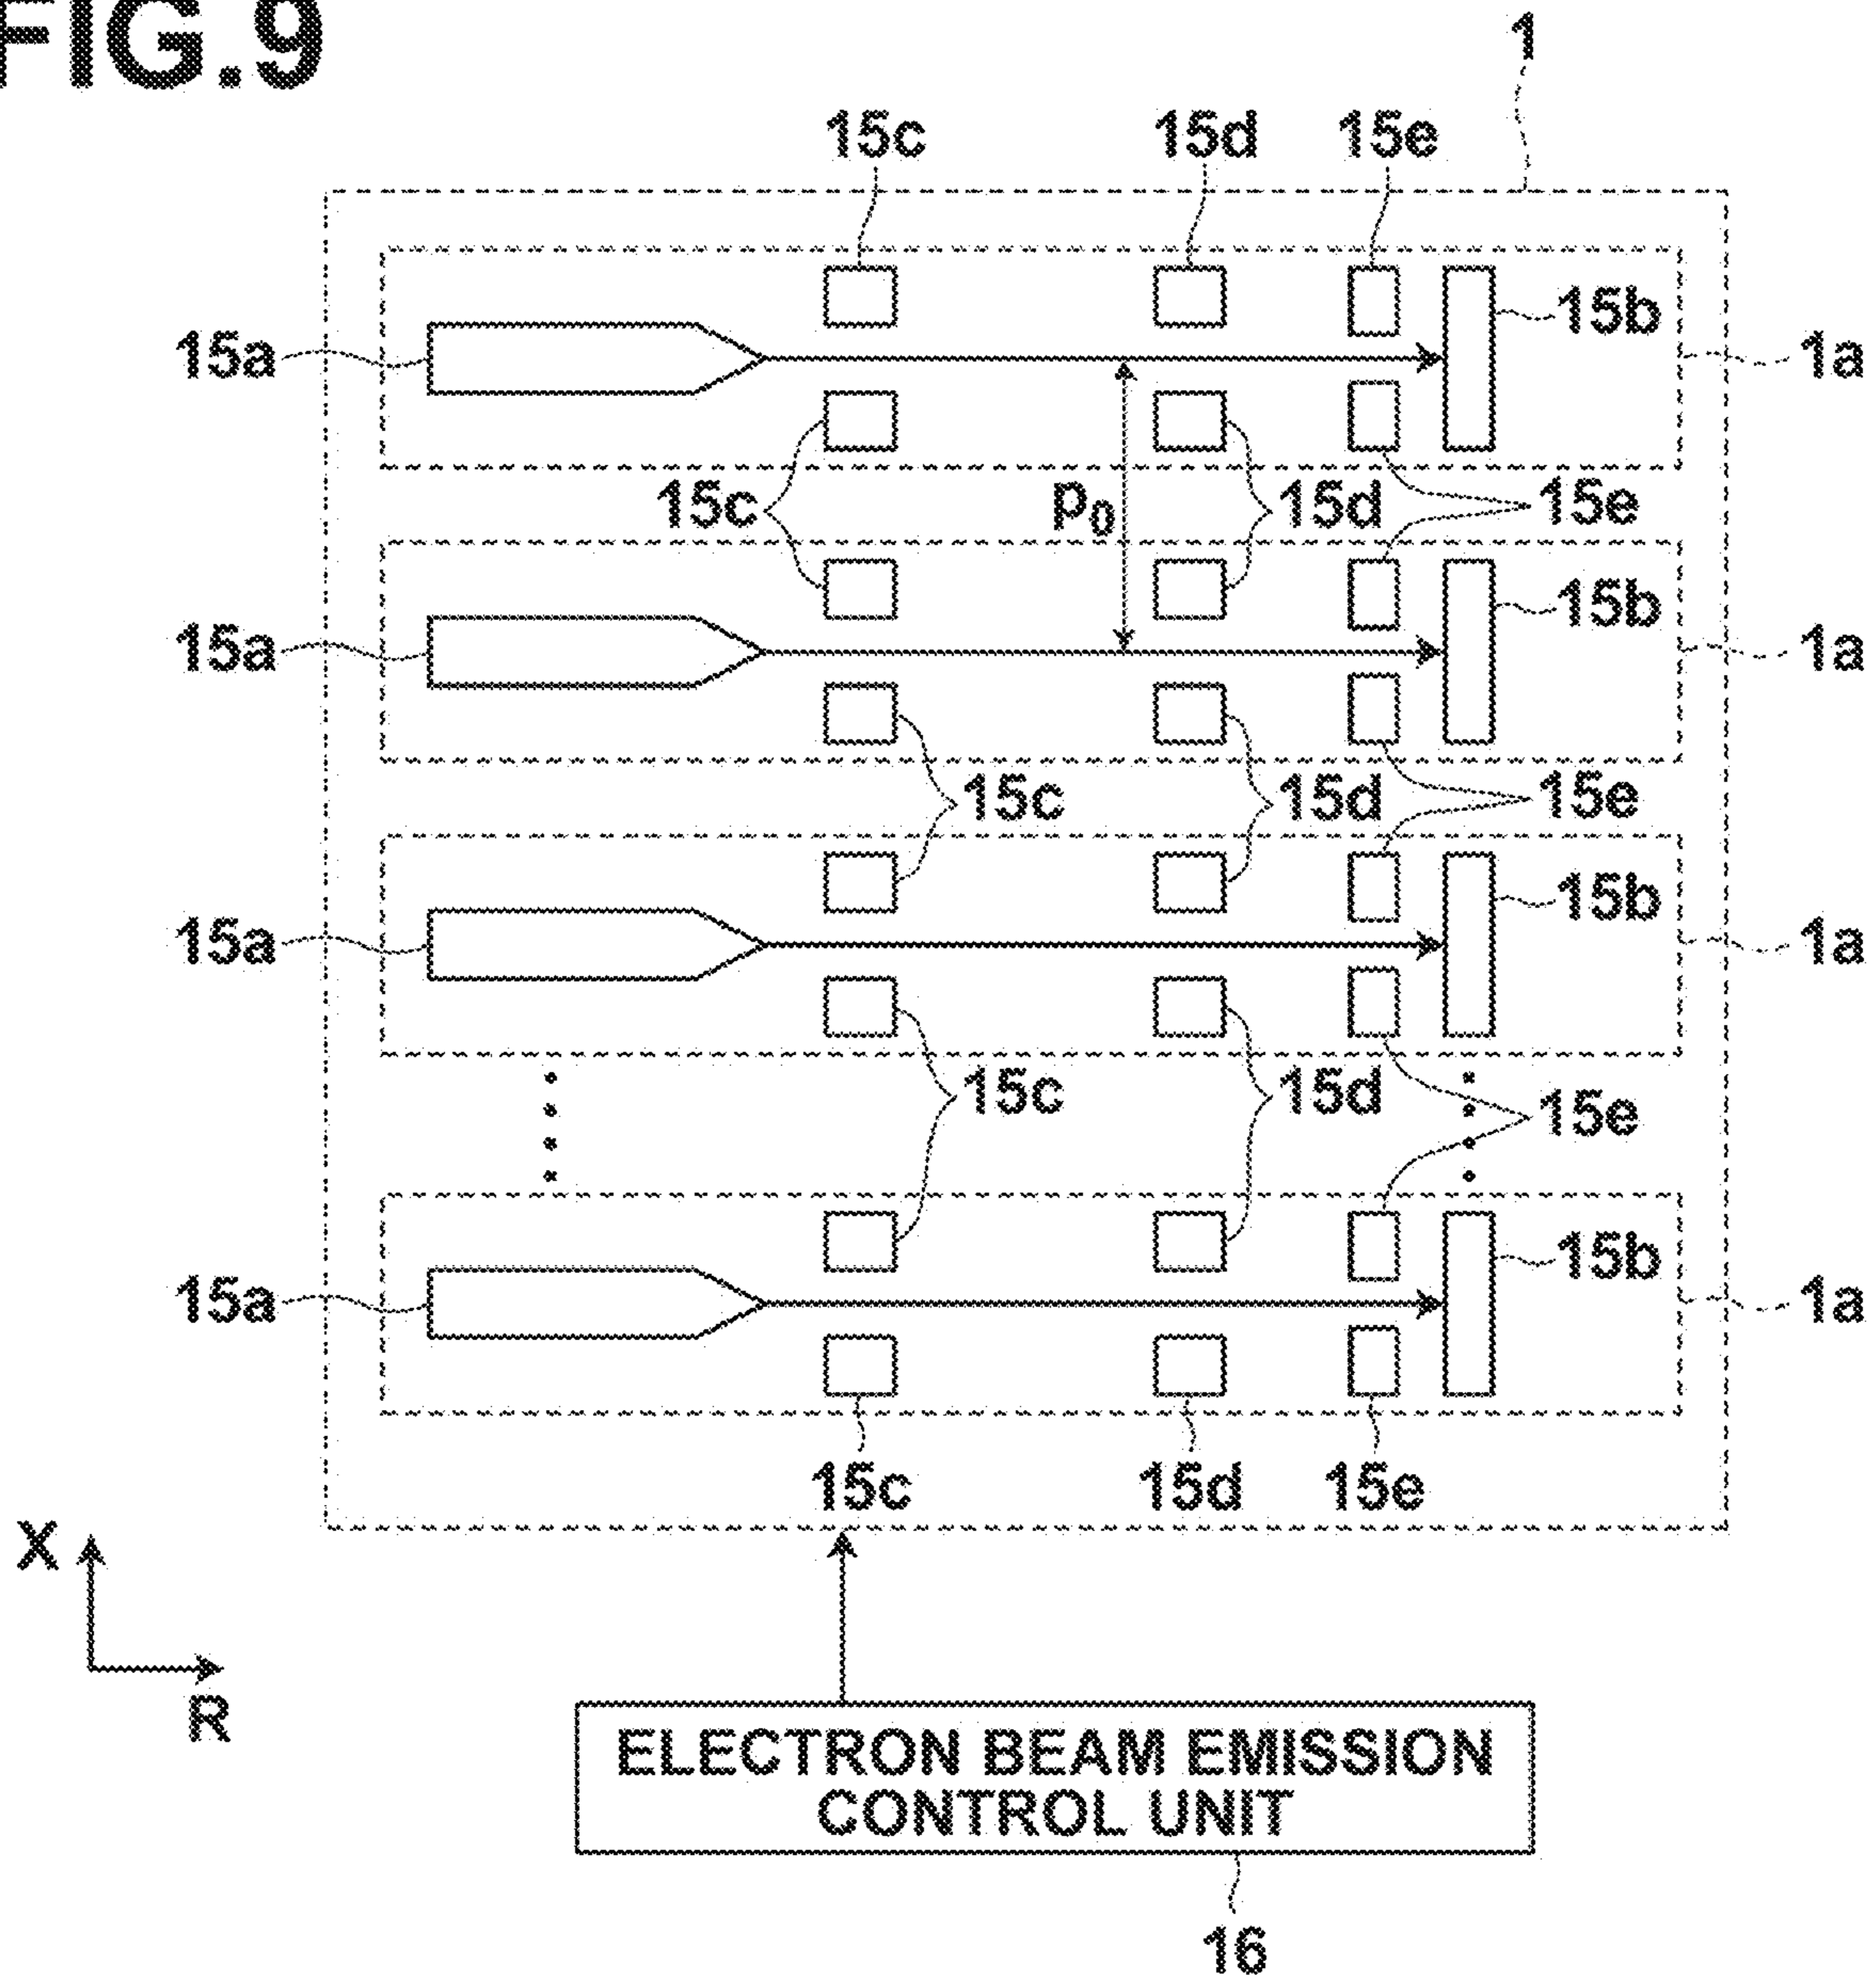 FIG.9
1
15c 15d 15e
15b
15a 1a
15c p0 15d 15e
15b
15a 1a
15c 15d 15e
15b
15a 1a
15c 15d 15e
15b
15a 1a
15c 15d 15e
X
R
ELECTRON BEAM EMISSION
CONTROL UNIT
16